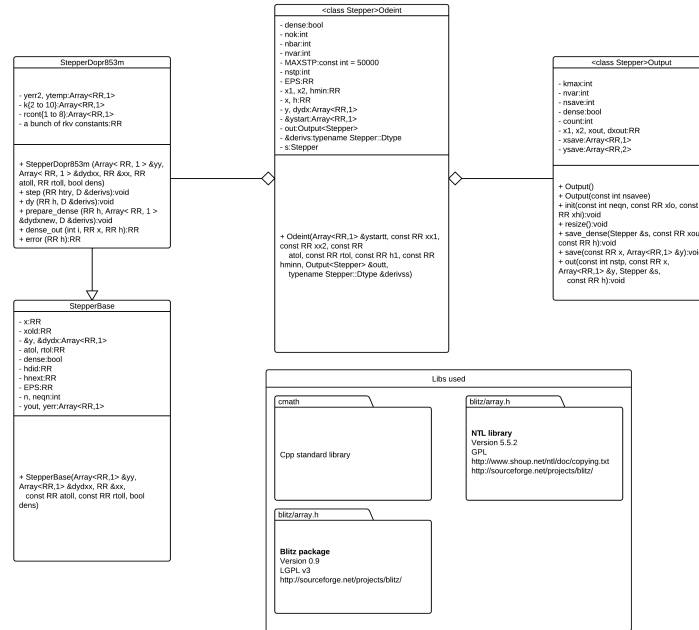 StepperDopr853m
- yerr2, ytemp:Array<RR,1>
- k{2 to 10}:Array<RR,1>
- rcont{1 to 8}:Array<RR,1>
- a bunch of rkv constants:RR
+ StepperDopr853m (Array< RR, 1 > &yy,
Array< RR, 1 > &dydxx, RR &xx, RR
atoll, RR rtoll, bool dens)
+ step (RR htry, D &derivs):void
+ dy (RR h, D &derivs):void
+ prepare_dense (RR h, Array< RR, 1 >
&dydxnew, D &derivs):void
+ dense_out (int i, RR x, RR h):RR
+ error (RR h):RR
StepperBase
- x:RR
- xold:RR
- &y, &dydx:Array<RR,1>
- atol, rtol:RR
- dense:bool
- hdid:RR
- hnext:RR
- EPS:RR
- n, neqn:int
- yout, yerr:Array<RR,1>
+ StepperBase(Array<RR,1> &yy,
Array<RR,1> &dydxx, RR &xx,
const RR atoll, const RR rtoll, bool
dens)
<class Stepper>Odeint
- dense:bool
- nok:int
- nbar:int
- nvar:int
- MAXSTP:const int = 50000
- nstp:int
- EPS:RR
- x1, x2, hmin:RR
- x, h:RR
- y, dydx:Array<RR,1>
- &ystart:Array<RR,1>
- out:Output<Stepper>
- &derivs:typename Stepper::Dtype
- s:Stepper
+ Odeint(Array<RR,1> &ystartt, const RR xx1,
const RR xx2, const RR
atol, const RR rtol, const RR h1, const RR
hminn, Output<Stepper> &outt,
typename Stepper::Dtype &derivss)
<class Stepper>Output
- kmax:int
- nvar:int
- nsave:int
- dense:bool
- count:int
- x1, x2, xout, dxout:RR
- xsave:Array<RR,1>
- ysave:Array<RR,2>
+ Output()
+ Output(const int nsavee)
+ init(const int neqn, const RR xlo, const
RR xhi):void
+ resize():void
+ save_dense(Stepper &s, const RR xou
const RR h):void
+ save(const RR x, Array<RR,1> &y):voi
+ out(const int nstp, const RR x,
Array<RR,1> &y, Stepper &s,
const RR h):void
Libs used
cmath
Cpp standard library
blitz/array.h
NTL library
Version 5.5.2
GPL
http://www.shoup.net/ntl/doc/copying.txt
http://sourceforge.net/projects/blitz/
blitz/array.h
Blitz package
Version 0.9
LGPL v3
http://sourceforge.net/projects/blitz/